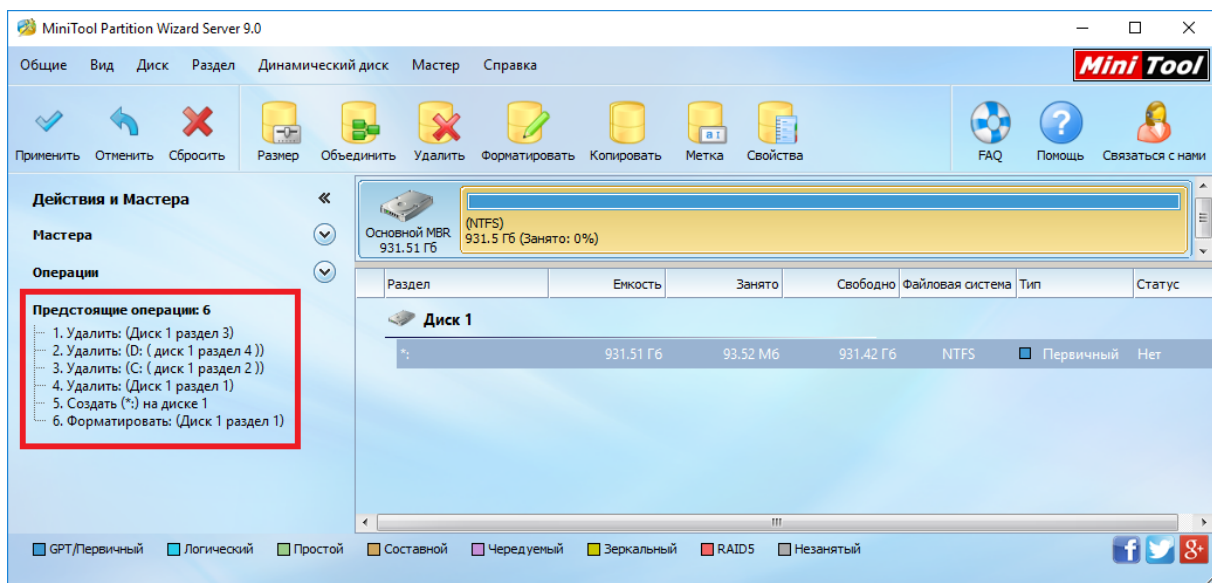 MiniTool Partition Wizard Server 9.0
Общие Вид Диск Раздел Динамический диск Мастер Справка
Mini Tool
Применить Отменить Сбросить Размер Объединить Удалить Форматировать Копировать Метка Свойства FAQ Помощь Связаться с нами
Действия и Мастера
Мастера
Операции
Предстоящие операции: 6
1. Удалить: (Диск 1 раздел 3)
2. Удалить: (D: ( диск 1 раздел 4 ))
3. Удалить: (C: ( диск 1 раздел 2 ))
4. Удалить: (Диск 1 раздел 1)
5. Создать (*:) на диске 1
6. Форматировать: (Диск 1 раздел 1)
Основной MBR
931.51 Гб
(NTFS)
931.5 Гб (Занято: 0%)
Раздел Емкость Занято Свободно Файловая система Тип Статус
Диск 1
*: 931.51 Гб 93.52 Мб 931.42 Гб NTFS Первичный Нет
GPT/Первичный Логический Простой Составной Чередуемый Зеркальный RAID5 Незанятый